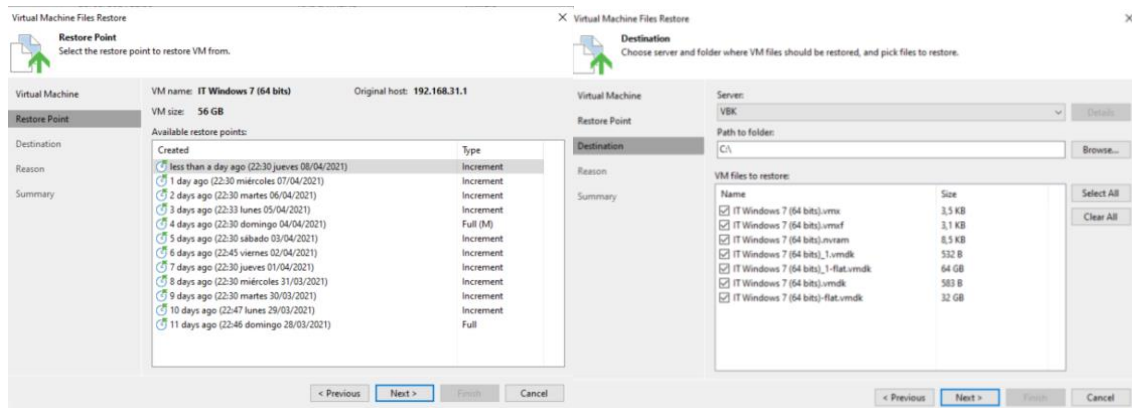 Virtual Machine Files Restore
Restore Point
Select the restore point to restore VM from.
Virtual Machine
Restore Point
Destination
Reason
Summary
VM name: IT Windows 7 (64 bits) Original host: 192.168.31.1
VM size: 56 GB
Available restore points:
Created Type
less than a day ago (22:30 jueves 08/04/2021) Increment
1 day ago (22:30 miércoles 07/04/2021) Increment
2 days ago (22:30 martes 06/04/2021) Increment
3 days ago (22:33 lunes 05/04/2021) Increment
4 days ago (22:30 domingo 04/04/2021) Full (M)
5 days ago (22:30 sábado 03/04/2021) Increment
6 days ago (22:45 viernes 02/04/2021) Increment
7 days ago (22:30 jueves 01/04/2021) Increment
8 days ago (22:30 miércoles 31/03/2021) Increment
9 days ago (22:30 martes 30/03/2021) Increment
10 days ago (22:47 lunes 29/03/2021) Increment
11 days ago (22:46 domingo 28/03/2021) Full
< Previous Next > Finish Cancel
Virtual Machine Files Restore
Destination
Choose server and folder where VM files should be restored, and pick files to restore.
Virtual Machine
Restore Point
Destination
Reason
Summary
Server:
VBK Details
Path to folder:
C:\ Browse...
VM files to restore:
Name Size
IT Windows 7 (64 bits).vmx 3,5 KB
IT Windows 7 (64 bits).vmxf 3,1 KB
IT Windows 7 (64 bits).nvram 8,5 KB
IT Windows 7 (64 bits)_1.vmdk 532 B
IT Windows 7 (64 bits)_1-flat.vmdk 64 GB
IT Windows 7 (64 bits).vmdk 583 B
IT Windows 7 (64 bits)-flat.vmdk 32 GB
Select All
Clear All
< Previous Next > Finish Cancel